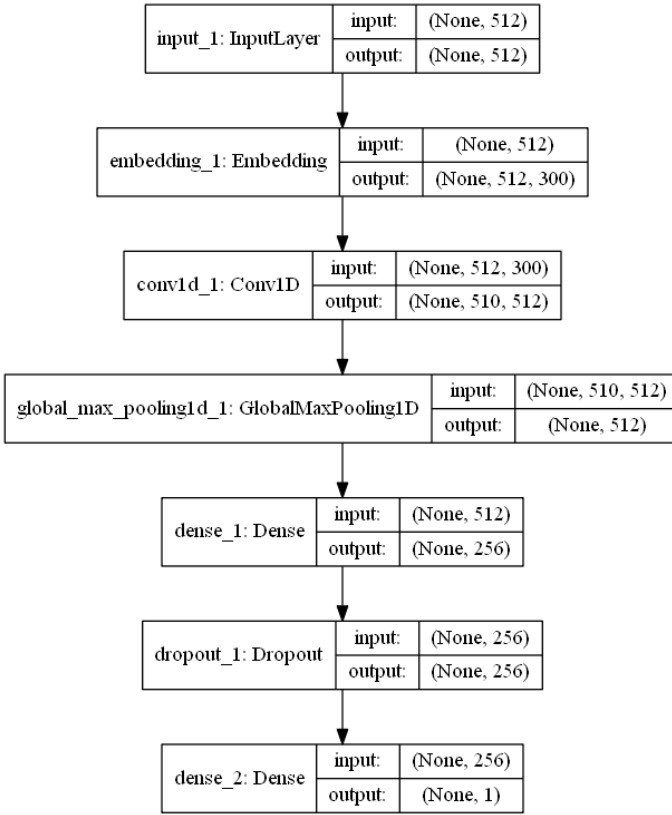 input_1: InputLayer
input: (None, 512)
output: (None, 512)
embedding_1: Embedding
input: (None, 512)
output: (None, 512, 300)
conv1d_1: Conv1D
input: (None, 512, 300)
output: (None, 510, 512)
global_max_pooling1d_1: GlobalMaxPooling1D
input: (None, 510, 512)
output: (None, 512)
dense_1: Dense
input: (None, 512)
output: (None, 256)
dropout_1: Dropout
input: (None, 256)
output: (None, 256)
dense_2: Dense
input: (None, 256)
output: (None, 1)